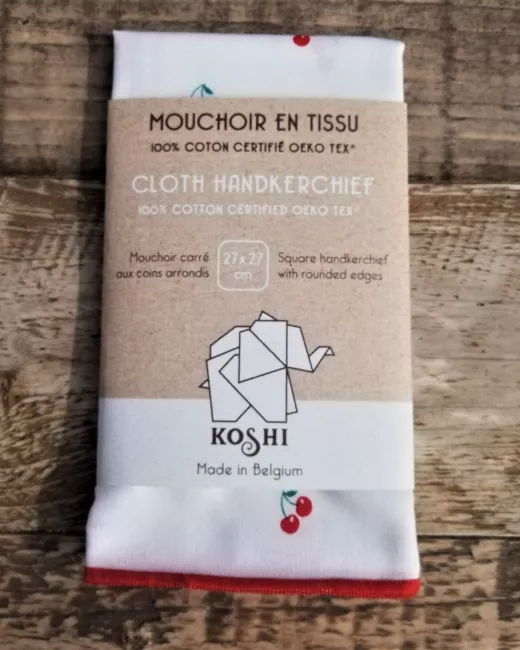 MOUCHOIR EN TISSU
100% COTON CERTIFIÉ OEKO TEX®
CLOTH HANDKERCHIEF
100% COTTON CERTIFIED OEKO TEX®
Mouchoir carré
aux coins arrondis
27 x 27
cm
Square handkerchief
with rounded edges
KOSHI
Made in Belgium